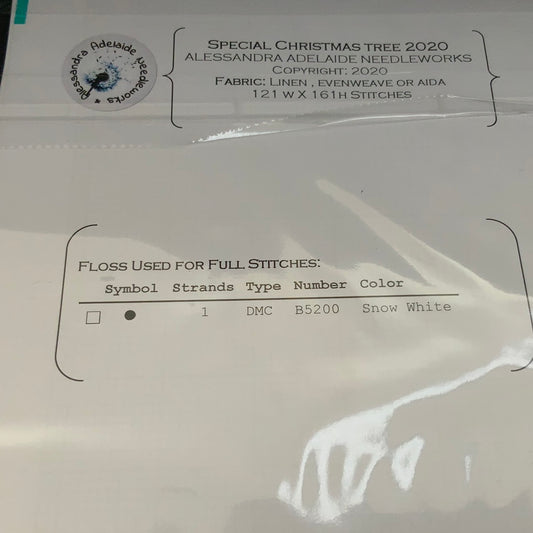 Alessandra Adelaide Needleworks *
SPECIAL CHRISTMAS TREE 2020
ALESSANDRA ADELAIDE NEEDLEWORKS
COPYRIGHT: 2020
FABRIC: LINEN , EVENWEAVE OR AIDA
121 W X 161H STITCHES
FLOSS USED FOR FULL STITCHES:
Symbol Strands Type Number Color
1 DMC B5200 Snow White